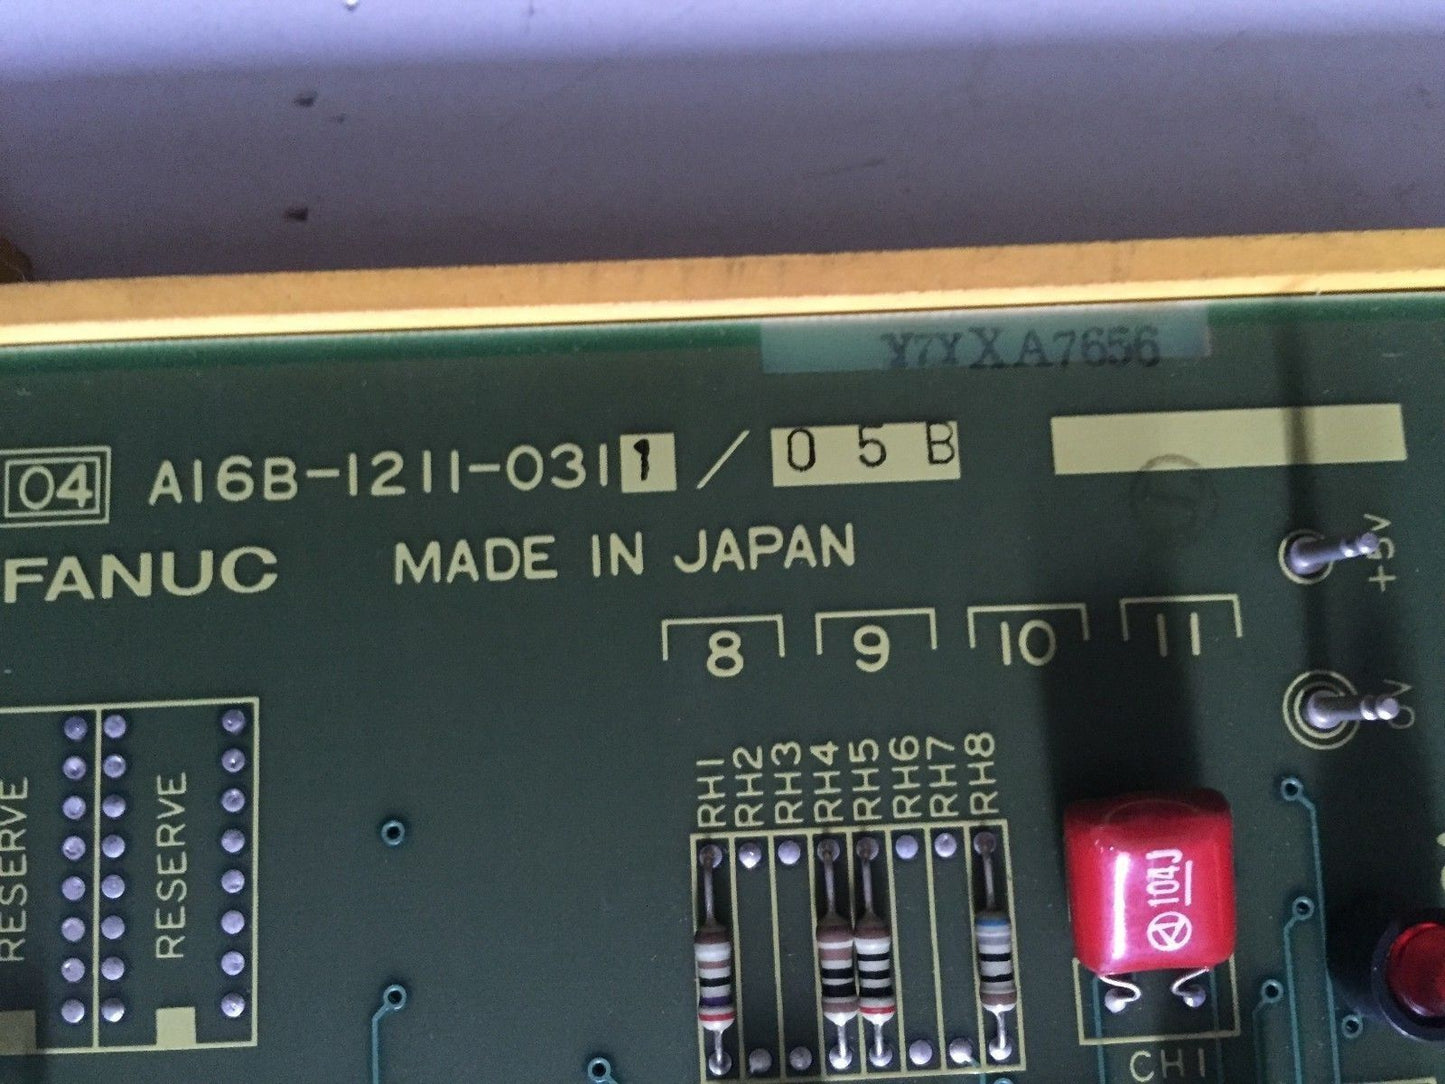 Y7YXA7656
04 A16B-1211-0311/05B
FANUC MADE IN JAPAN
+5V
8 9 10 11
0V
RH1 RH2 RH3 RH4 RH5 RH6 RH7 RH8
RESERVE RESERVE
104J
CH1